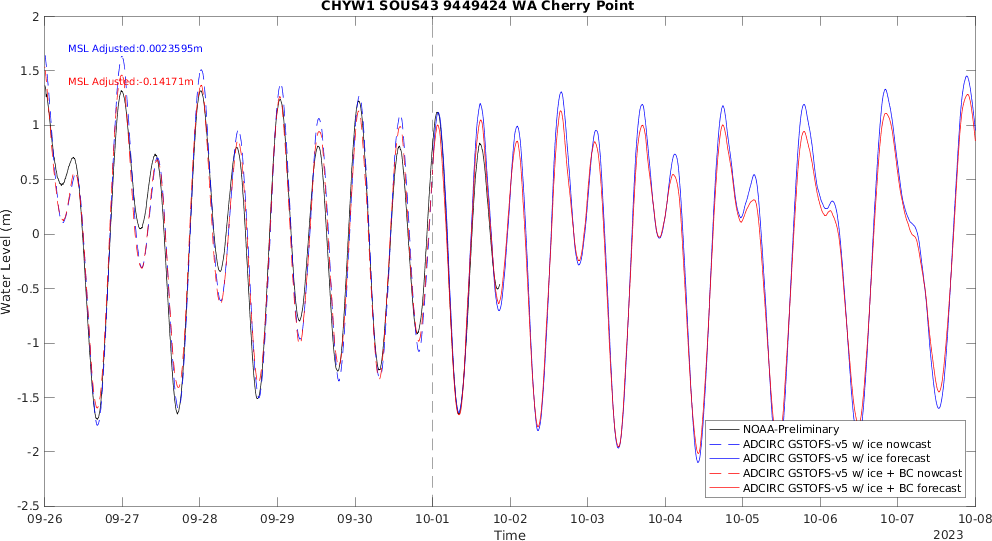 CHYW1 SOUS43 9449424 WA Cherry Point
MSL Adjusted:0.0023595m
MSL Adjusted:-0.14171m
Water Level (m)
2
1.5
1
0.5
0
-0.5
-1
-1.5
-2
-2.5
NOAA-Preliminary
ADCIRC GSTOFS-v5 w/ ice nowcast
ADCIRC GSTOFS-v5 w/ ice forecast
ADCIRC GSTOFS-v5 w/ ice + BC nowcast
ADCIRC GSTOFS-v5 w/ ice + BC forecast
09-26 09-27 09-28 09-29 09-30 10-01 10-02 10-03 10-04 10-05 10-06 10-07 10-08
Time
2023